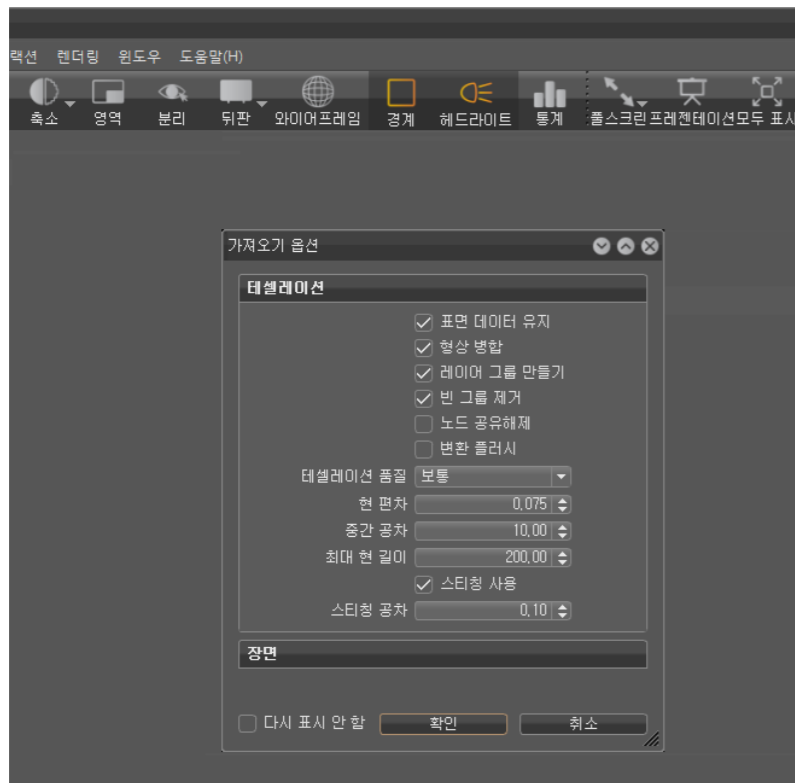 랙션 렌더링 윈도우 도움말(H)
축소 영역 분리 뒤판 와이어프레임 경계 헤드라이트 통계 풀스크린 프레젠테이션 모두 표시
가져오기 옵션
테셀레이션
표면 데이터 유지
형상 병합
레이어 그룹 만들기
빈 그룹 제거
노드 공유해제
변환 플러시
테셀레이션 품질 보통
현 편차 0,075
중간 공차 10,00
최대 현 길이 200,00
스티칭 사용
스티칭 공차 0,10
장면
다시 표시 안 함 확인 취소